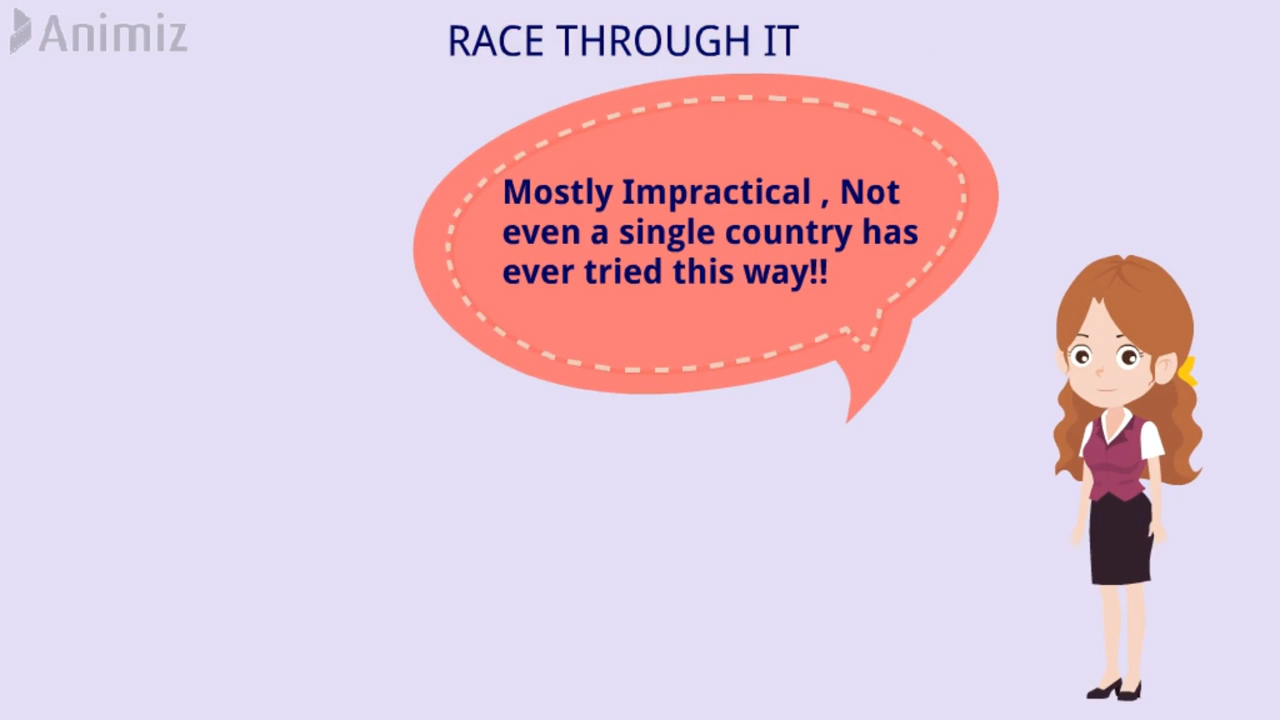 Animiz
RACE THROUGH IT
Mostly Impractical , Not
even a single country has
ever tried this way!!